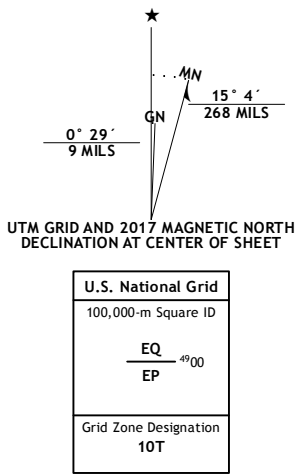 ★
MN
15° 4´
268 MILS
GN
0° 29´
9 MILS
UTM GRID AND 2017 MAGNETIC NORTH
DECLINATION AT CENTER OF SHEET
U.S. National Grid
100,000-m Square ID
EQ
4900
EP
Grid Zone Designation
10T